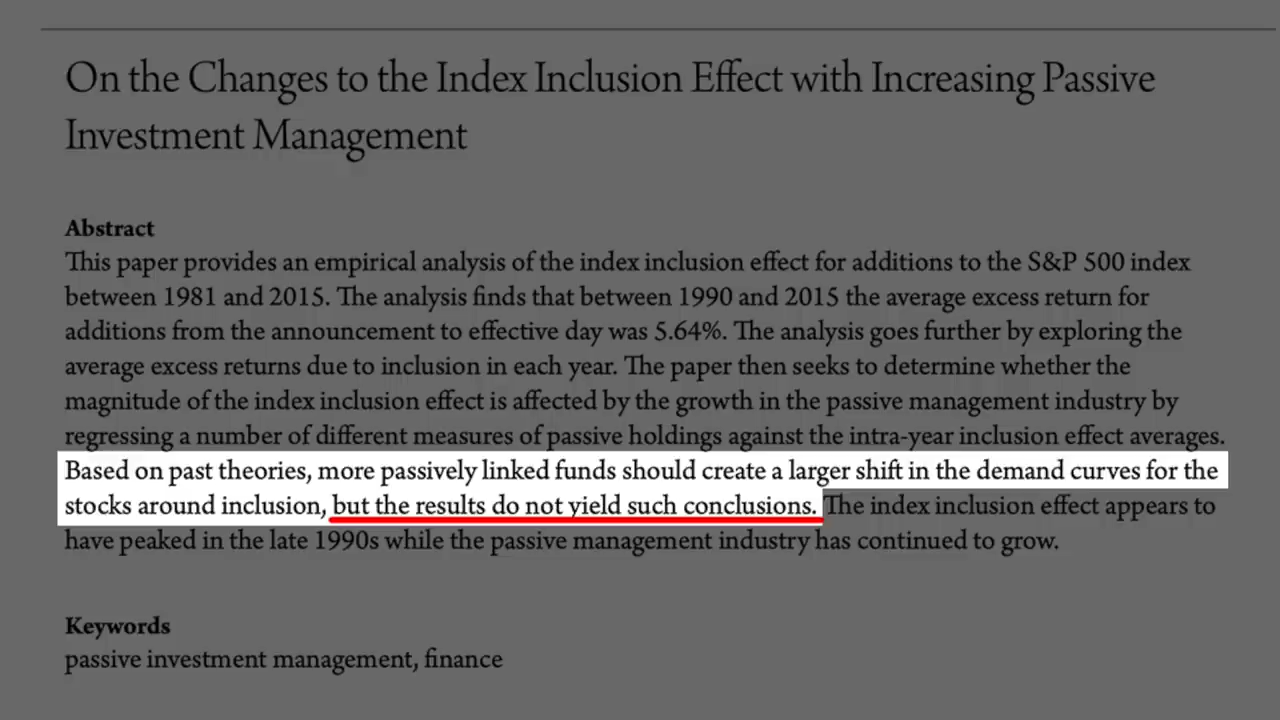 On the Changes to the Index Inclusion Effect with Increasing Passive
Investment Management
Abstract
This paper provides an empirical analysis of the index inclusion effect for additions to the S&P 500 index
between 1981 and 2015. The analysis finds that between 1990 and 2015 the average excess return for
additions from the announcement to effective day was 5.64%. The analysis goes further by exploring the
average excess returns due to inclusion in each year. The paper then seeks to determine whether the
magnitude of the index inclusion effect is affected by the growth in the passive management industry by
regressing a number of different measures of passive holdings against the intra-year inclusion effect averages.
Based on past theories, more passively linked funds should create a larger shift in the demand curves for the
stocks around inclusion, but the results do not yield such conclusions. The index inclusion effect appears to
have peaked in the late 1990s while the passive management industry has continued to grow.
Keywords
passive investment management, finance